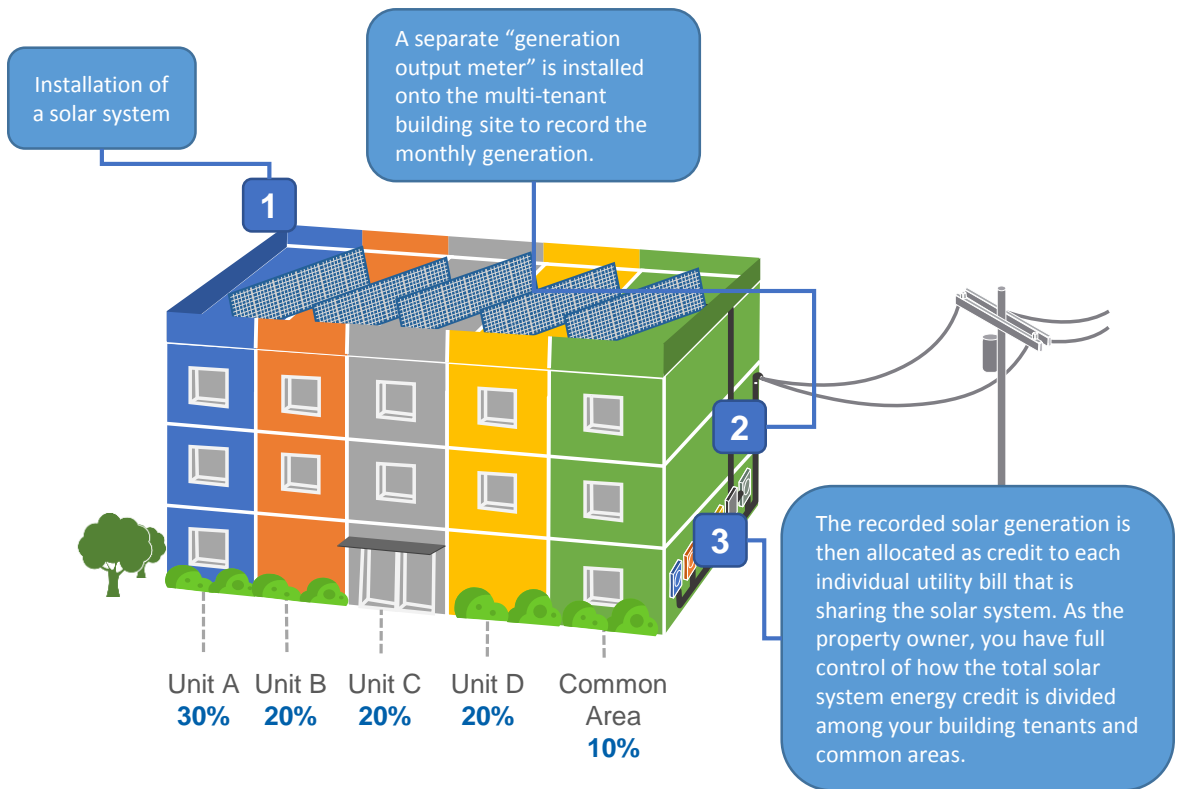 Installation of
a solar system
A separate “generation
output meter” is installed
onto the multi-tenant
building site to record the
monthly generation.
1
2
3
The recorded solar generation is
then allocated as credit to each
individual utility bill that is
sharing the solar system. As the
property owner, you have full
control of how the total solar
system energy credit is divided
among your building tenants and
common areas.
Unit A
30%
Unit B
20%
Unit C
20%
Unit D
20%
Common
Area
10%